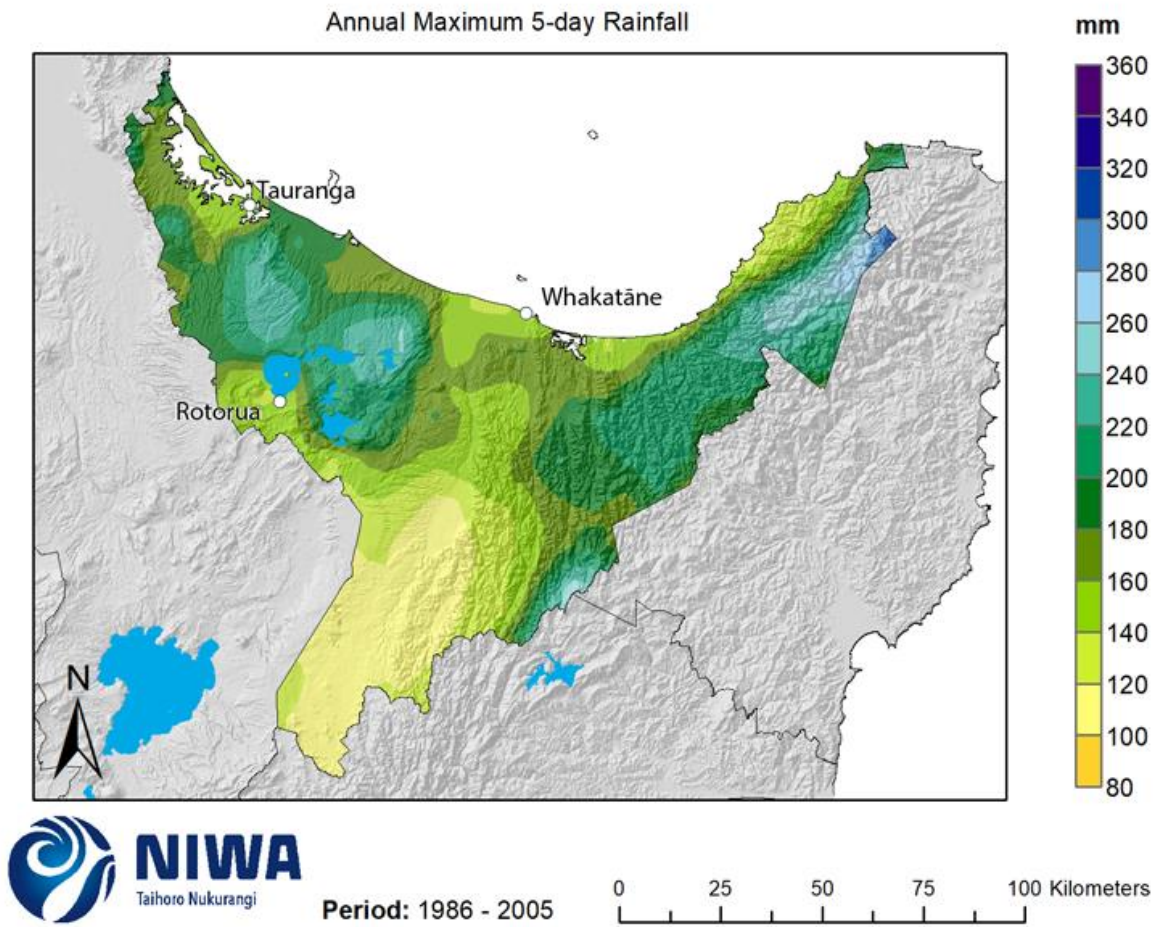 Annual Maximum 5-day Rainfall
mm
360
340
320
300
280
260
240
220
200
180
160
140
120
100
80
Tauranga
Whakatāne
Rotorua
N
NIWA
Taihoro Nukurangi
Period: 1986 - 2005
0 25 50 75 100 Kilometers